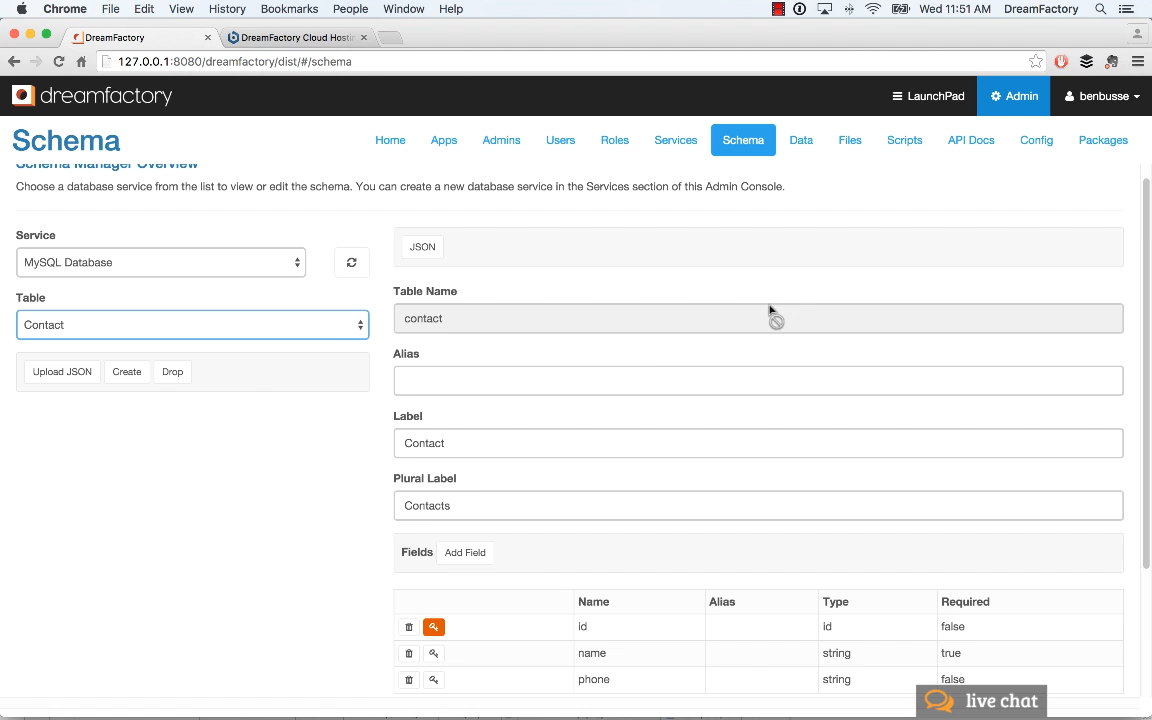 Chrome File Edit View History Bookmarks People Window Help Wed 11:51 AM DreamFactory
DreamFactory DreamFactory Cloud Hostin
127.0.0.1:8080/dreamfactory/dist/#/schema
dreamfactory LaunchPad Admin benbusse
Schema Home Apps Admins Users Roles Services Schema Data Files Scripts API Docs Config Packages
Schema Manager Overview
Choose a database service from the list to view or edit the schema. You can create a new database service in the Services section of this Admin Console.
Service
MySQL Database
Table
Contact
Upload JSON Create Drop
JSON
Table Name
contact
Alias
Label
Contact
Plural Label
Contacts
Fields Add Field
Name Alias Type Required
id id false
name string true
phone string false
live chat